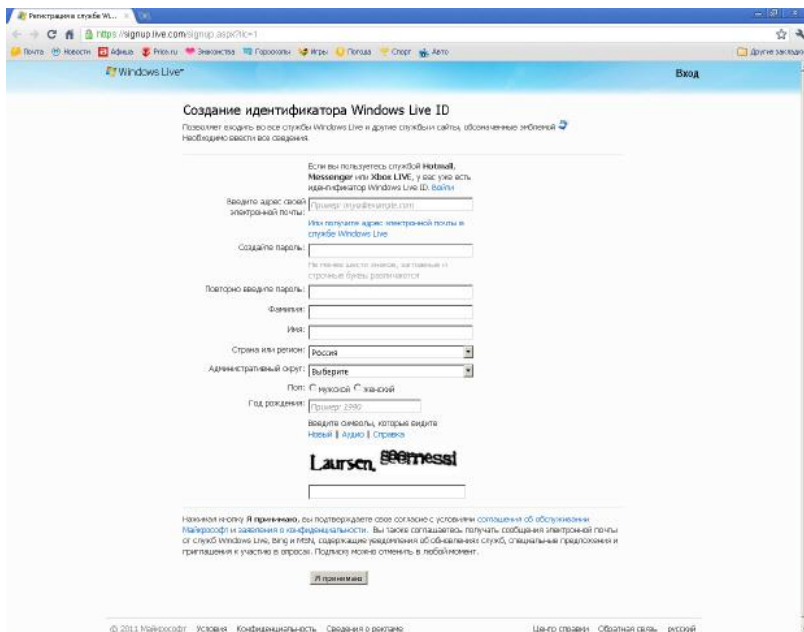 Регистрация в службе Wi...
https://signup.live.com/signup.aspx?lic=1
Почта Новости Афиша Price.ru Знакомства Гороскопы Игры Погода Спорт Авто Другие закладки
Windows Live™ Вход
Создание идентификатора Windows Live ID
Позволяет входить во все службы Windows Live и другие службы и сайты, обозначенные эмблемой
Необходимо ввести все сведения.
Если вы пользуетесь службой Hotmail,
Messenger или Xbox LIVE, у вас уже есть
идентификатор Windows Live ID. Войти
Введите адрес своей
электронной почты:
Пример: imya@example.com
Или получите адрес электронной почты в
службе Windows Live
Создайте пароль:
Не менее шести знаков, заглавные и
строчные буквы различаются
Повторно введите пароль:
Фамилия:
Имя:
Страна или регион: Россия
Административный округ: Выберите
Пол: мужской женский
Год рождения: Пример: 1990
Введите символы, которые видите
Новый | Аудио | Справка
Laursen, seemessi
Нажимая кнопку Я принимаю, вы подтверждаете свое согласие с условиями соглашения об обслуживании
Майкрософт и заявления о конфиденциальности. Вы также соглашаетесь получать сообщения электронной почты
от служб Windows Live, Bing и MSN, содержащие уведомления об обновлениях служб, специальные предложения и
приглашения к участию в опросах. Подписку можно отменить в любой момент.
Я принимаю
© 2011 Майкрософт Условия Конфиденциальность Сведения о рекламе Центр справки Обратная связь русский